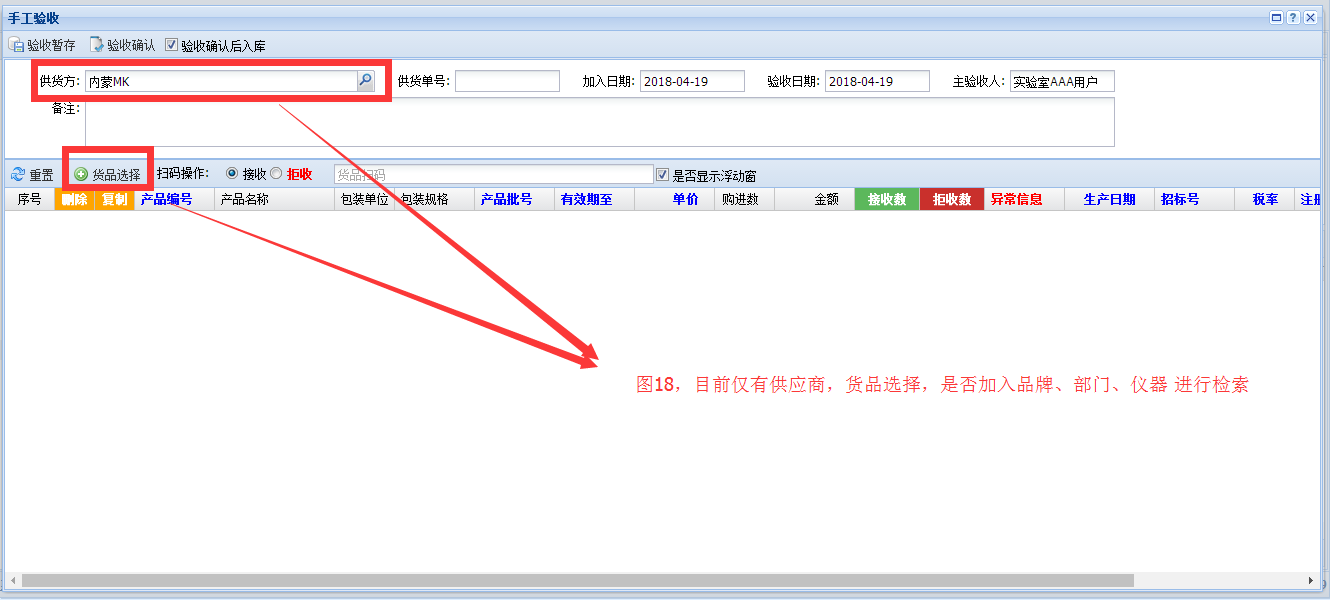 手工验收
验收暂存 验收确认 验收确认后入库
供货方: 内蒙MK 供货单号: 加入日期: 2018-04-19 验收日期: 2018-04-19 主验收人: 实验室AAA用户
备注:
重置 货品选择 扫码操作: 接收 拒收 货品扫码 是否显示浮动窗
序号 删除 复制 产品编号 产品名称 包装单位 包装规格 产品批号 有效期至 单价 购进数 金额 接收数 拒收数 异常信息 生产日期 招标号 税率 注册
图18，目前仅有供应商，货品选择，是否加入品牌、部门、仪器 进行检索